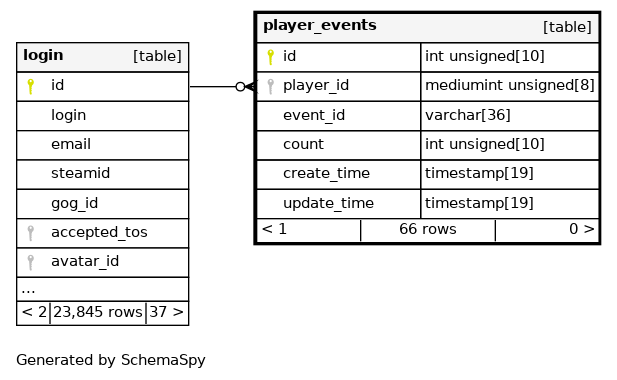 login [table]
id
login
email
steamid
gog_id
accepted_tos
avatar_id
...
< 2 23,845 rows 37 >
player_events [table]
id int unsigned[10]
player_id mediumint unsigned[8]
event_id varchar[36]
count int unsigned[10]
create_time timestamp[19]
update_time timestamp[19]
< 1 66 rows 0 >
Generated by SchemaSpy